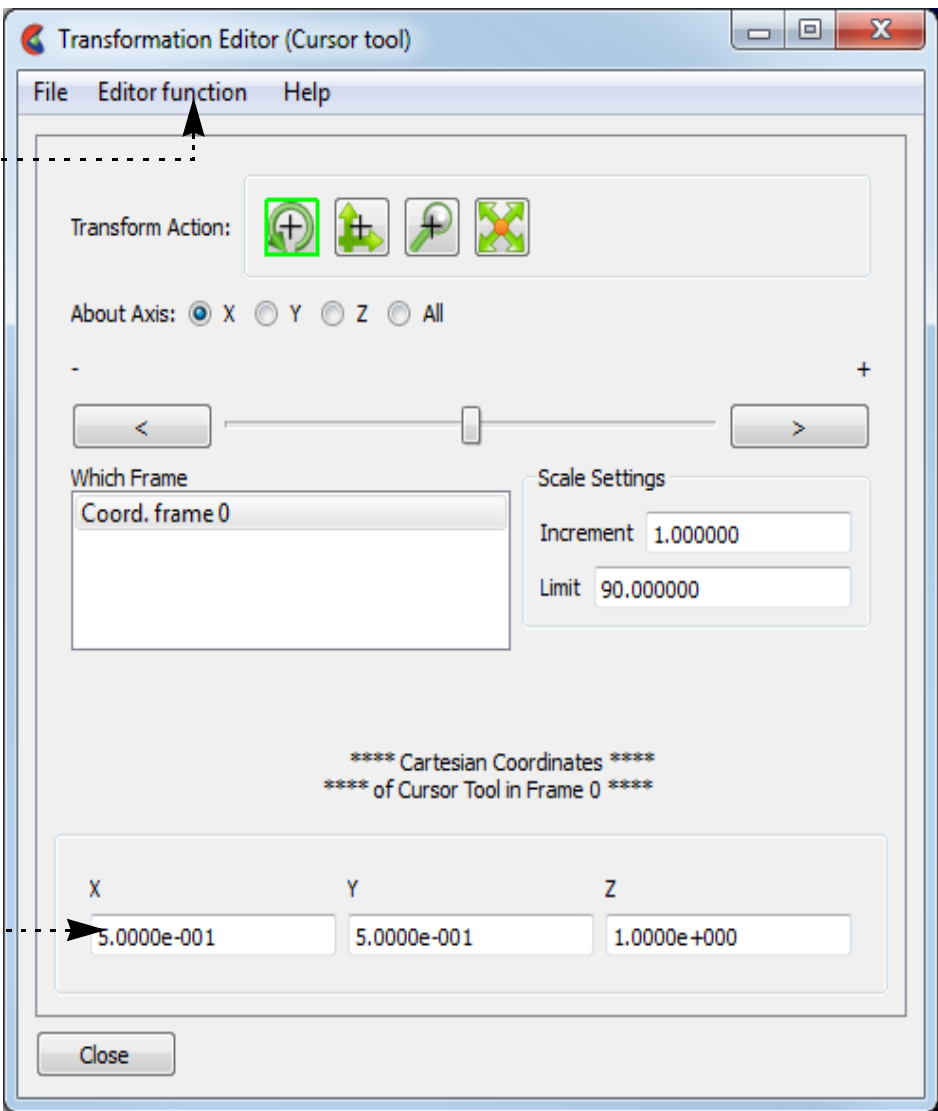 Transformation Editor (Cursor tool)
File Editor function Help
Transform Action:
About Axis: X Y Z All
- +
< >
Which Frame Scale Settings
Coord. frame 0
Increment 1.000000
Limit 90.000000
**** Cartesian Coordinates ****
**** of Cursor Tool in Frame 0 ****
X Y Z
5.0000e-001 5.0000e-001 1.0000e+000
Close